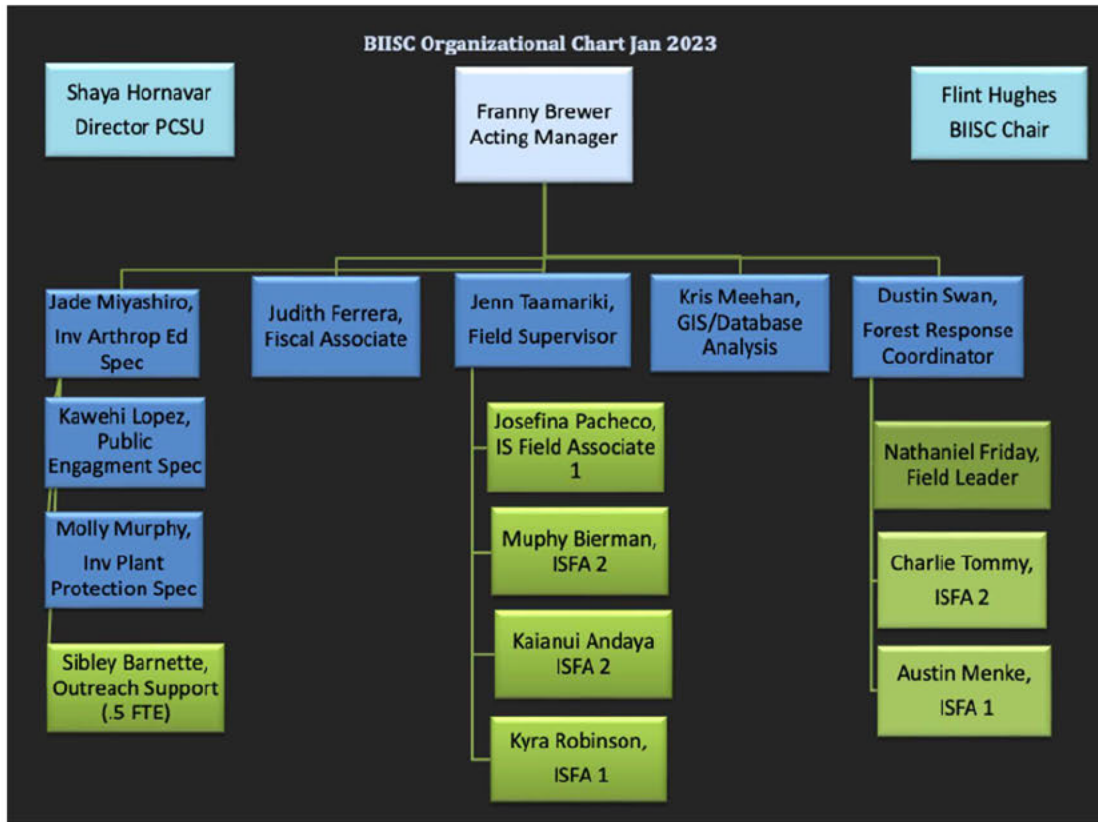 BIISC Organizational Chart Jan 2023
Shaya Hornavar
Director PCSU
Franny Brewer
Acting Manager
Flint Hughes
BIISC Chair
Jade Miyashiro,
Inv Arthrop Ed
Spec
Judith Ferrera,
Fiscal Associate
Jenn Taamariki,
Field Supervisor
Kris Meehan,
GIS/Database
Analysis
Dustin Swan,
Forest Response
Coordinator
Kawehi Lopez,
Public
Engagment Spec
Molly Murphy,
Inv Plant
Protection Spec
Sibley Barnette,
Outreach Support
(.5 FTE)
Josefina Pacheco,
IS Field Associate
1
Muphy Bierman,
ISFA 2
Kaianui Andaya
ISFA 2
Kyra Robinson,
ISFA 1
Nathaniel Friday,
Field Leader
Charlie Tommy,
ISFA 2
Austin Menke,
ISFA 1